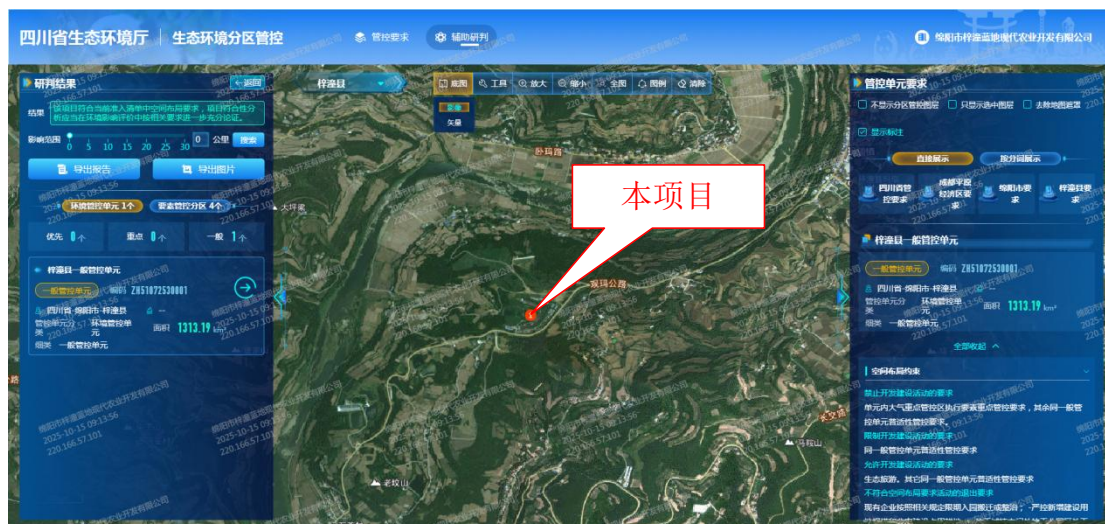 四川省生态环境厅 生态环境分区管控
管控要求
辅助研判
绵阳市梓潼蓝地现代农业开发有限公司
研判结果
返回
结果
该项目符合当前准入清单中空间布局要求，项目符合性分
析应当在环境影响评价中按相关要求进一步充分论证。
影响范围
0 5 10 15 20 25 30
0 公里 搜索
导出报告
导出图片
环境管控单元 1个
要素管控分区 4个
优先 0个
重点 0个
一般 1个
梓潼县一般管控单元
一般管控单元 编码 ZH51072530001
四川省-绵阳市-梓潼县
管控单元分类 环境管控单元 面积 1313.19 km²
细类 一般管控单元
梓潼县
底图 工具 放大 缩小 全图 图例 清除
影像
矢量
卧玛路
大坪梁
本项目
马鞍山
老蚊山
管控单元要求
不显示分区管控图层 只显示选中图层 去除地图遮罩
显示标注
直接展示
按分同展示
四川省管控要求
成都平原经济区要求
绵阳市要求
梓潼县要求
梓潼县一般管控单元
一般管控单元 编码 ZH51072530001
四川省-绵阳市-梓潼县
管控单元分类 环境管控单元 面积 1313.19 km²
细类 一般管控单元
全部收起
空间布局约束
禁止开发建设活动的要求
单元内大气重点管控区执行要素重点管控要求，其余同一般管
控单元普适性管控要求。
限制开发建设活动的要求
同一般管控单元普适性管控要求
允许开发建设活动的要求
生态旅游。其它同一般管控单元普适性管控要求
不符合空间布局要求活动的退出要求
现有企业按照相关规定限期入园搬迁或整治；严控新增建设用
2025-10-15 09:13:56
220.166.57.101